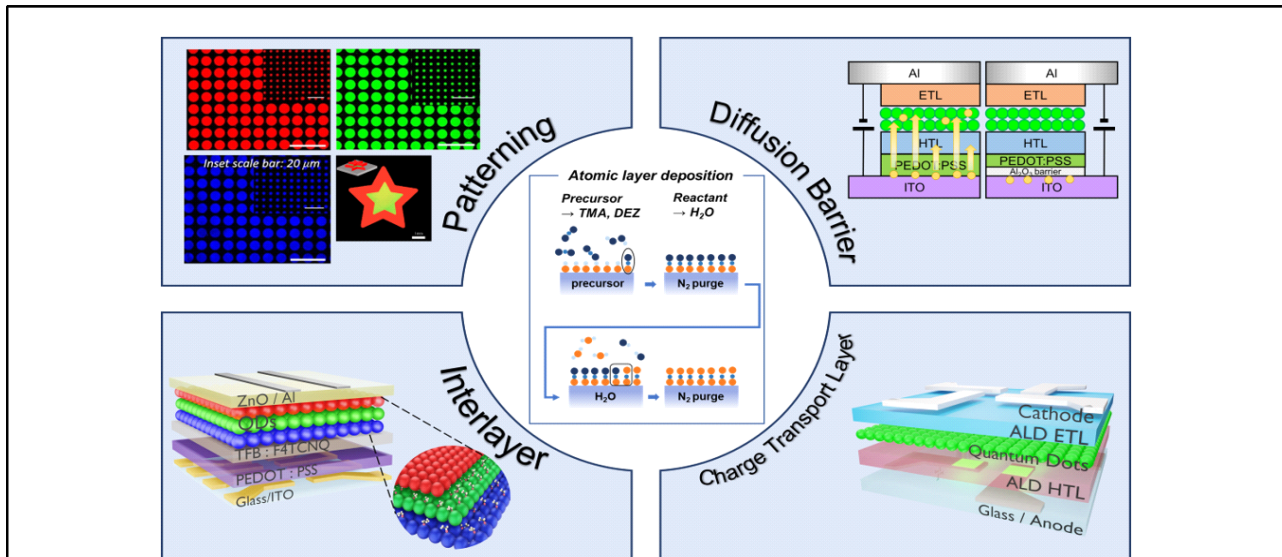 Inset scale bar: 20 μm
Patterning
Al
ETL
HTL
PEDOT:PSS
ITO
Al
ETL
HTL
PEDOT:PSS
Al₂O₃ barrier
ITO
Diffusion Barrier
Atomic layer deposition
Precursor
→ TMA, DEZ
Reactant
→ H₂O
precursor
N₂ purge
H₂O
N₂ purge
ZnO / Al
QDs
TFB : F4TCNQ
PEDOT : PSS
Glass/ITO
Interlayer
Charge Transport Layer
Cathode
ALD ETL
Quantum Dots
ALD HTL
Glass / Anode